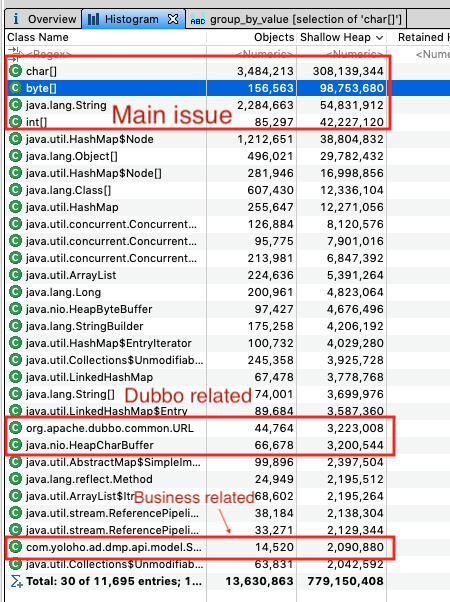 Overview Histogram group_by_value [selection of 'char[]']
Class Name Objects Shallow Heap Retained H
<Regex> <Numeric> <Numeric> <Nume
char[] 3,484,213 308,139,344
byte[] 156,563 98,753,680
java.lang.String 2,284,663 54,831,912
Main issue
int[] 85,297 42,227,120
java.util.HashMap$Node 1,212,651 38,804,832
java.lang.Object[] 496,021 29,782,432
java.util.HashMap$Node[] 281,946 16,998,856
java.lang.Class[] 607,430 12,336,104
java.util.HashMap 255,647 12,271,056
java.util.concurrent.Concurrent... 126,884 8,120,576
java.util.concurrent.Concurrent... 95,775 7,901,016
java.util.concurrent.Concurrent... 213,981 6,847,392
java.util.ArrayList 224,636 5,391,264
java.lang.Long 200,961 4,823,064
java.nio.HeapByteBuffer 97,427 4,676,496
java.lang.StringBuilder 175,258 4,206,192
java.util.HashMap$EntryIterator 100,732 4,029,280
java.util.Collections$Unmodifiab... 245,358 3,925,728
java.util.LinkedHashMap 67,478 3,778,768
java.lang.String[] 74,001 3,699,976
Dubbo related
java.util.LinkedHashMap$Entry 89,684 3,587,360
org.apache.dubbo.common.URL 44,764 3,223,008
java.nio.HeapCharBuffer 66,678 3,200,544
java.util.AbstractMap$SimpleIm... 99,896 2,397,504
java.lang.reflect.Method 24,949 2,195,512
java.util.ArrayList$Itr 68,602 2,195,264
Business related
java.util.stream.ReferencePipeli... 38,184 2,138,304
java.util.stream.ReferencePipeli... 33,271 2,129,344
com.yoloho.ad.dmp.api.model.S... 14,520 2,090,880
java.util.Collections$Unmodifiab... 63,831 2,042,592
Total: 30 of 11,695 entries; 1... 13,630,863 779,150,408